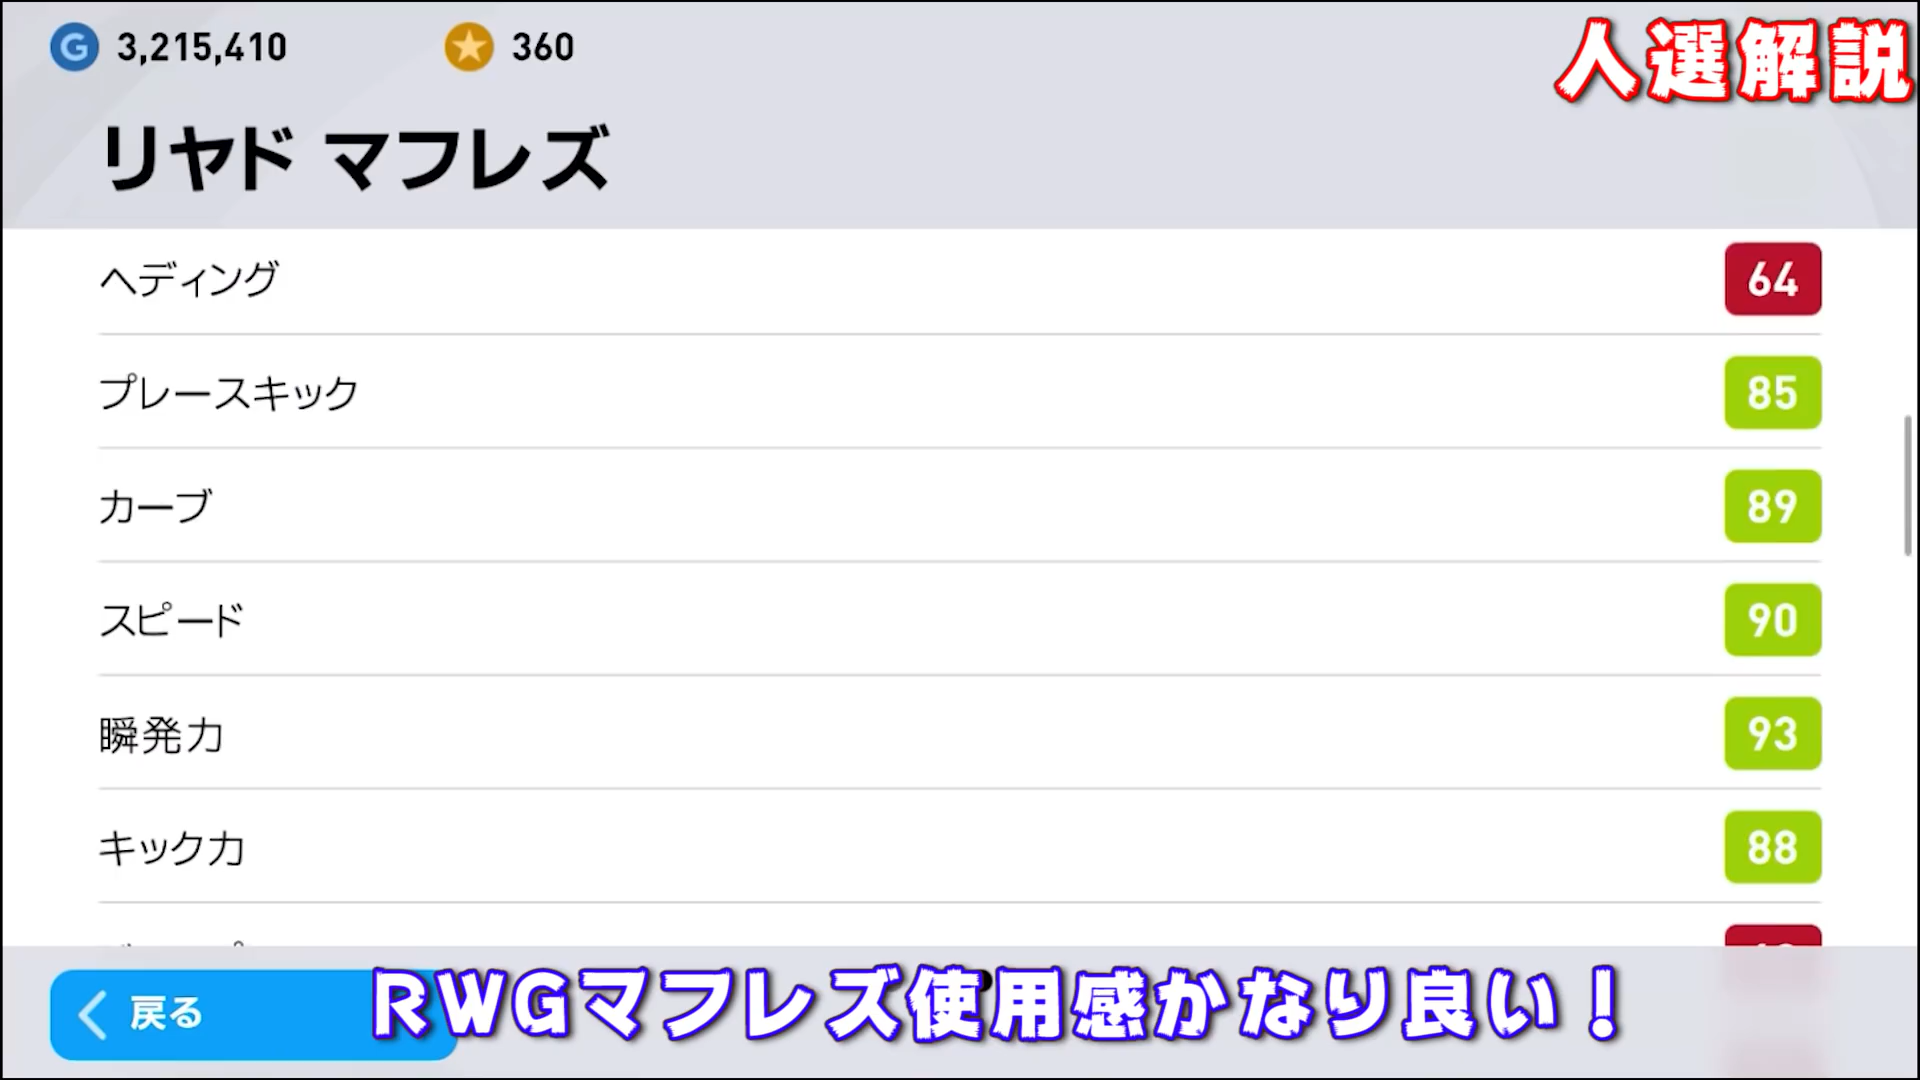 G 3,215,410 360
人選解説
リヤド マフレズ
ヘディング 64
プレースキック 85
カーブ 89
スピード 90
瞬発力 93
キック力 88
戻る
RWGマフレズ使用感かなり良い！